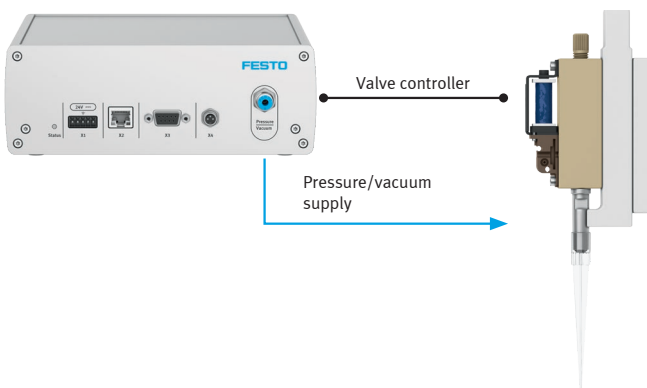 FESTO
Valve controller
24V
Status
X1
X2
X3
X4
Pressure
Vacuum
Pressure/vacuum
supply